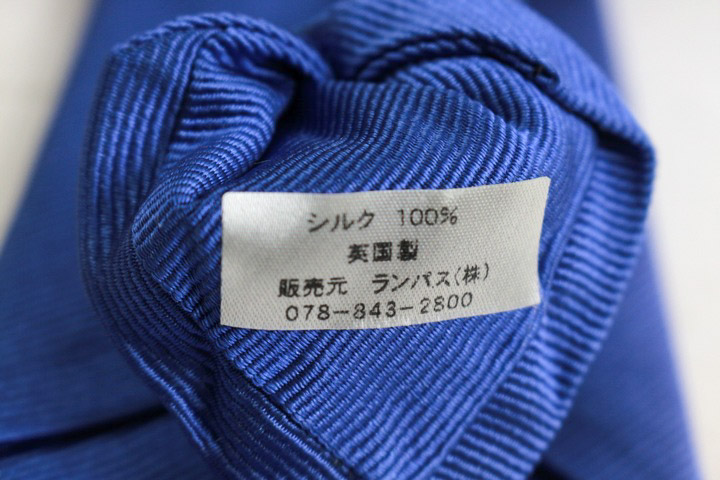 シルク 100%
英国製
販売元 ランバス(株)
078-843-2800